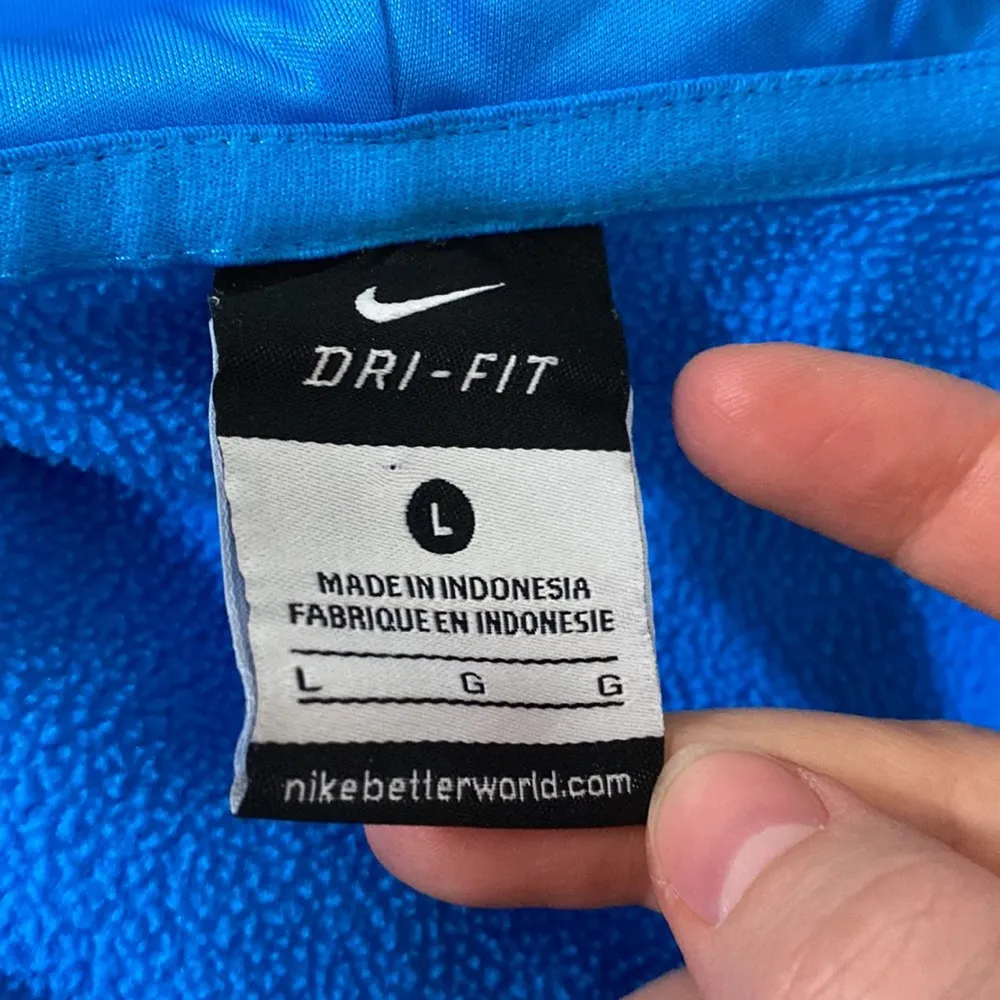 DRI-FIT
L
MADE IN INDONESIA
FABRIQUE EN INDONESIE
L G G
nikebetterworld.com